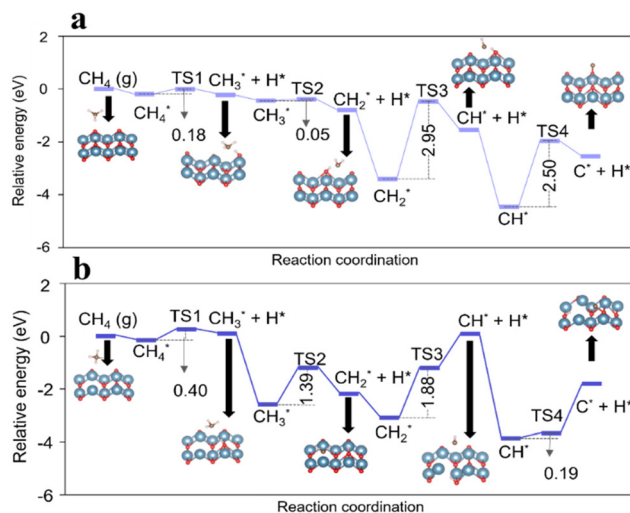 a
2
0
-2
-4
-6
Relative energy (eV)
CH4 (g)
CH4*
TS1
0.18
CH3* + H*
CH3*
TS2
0.05
CH2* + H*
CH2*
TS3
2.95
CH* + H*
CH*
TS4
2.50
C* + H*
Reaction coordination
b
2
0
-2
-4
-6
Relative energy (eV)
CH4 (g)
CH4*
TS1
0.40
CH3* + H*
CH3*
TS2
1.39
CH2* + H*
CH2*
TS3
1.88
CH* + H*
CH*
TS4
0.19
C* + H*
Reaction coordination